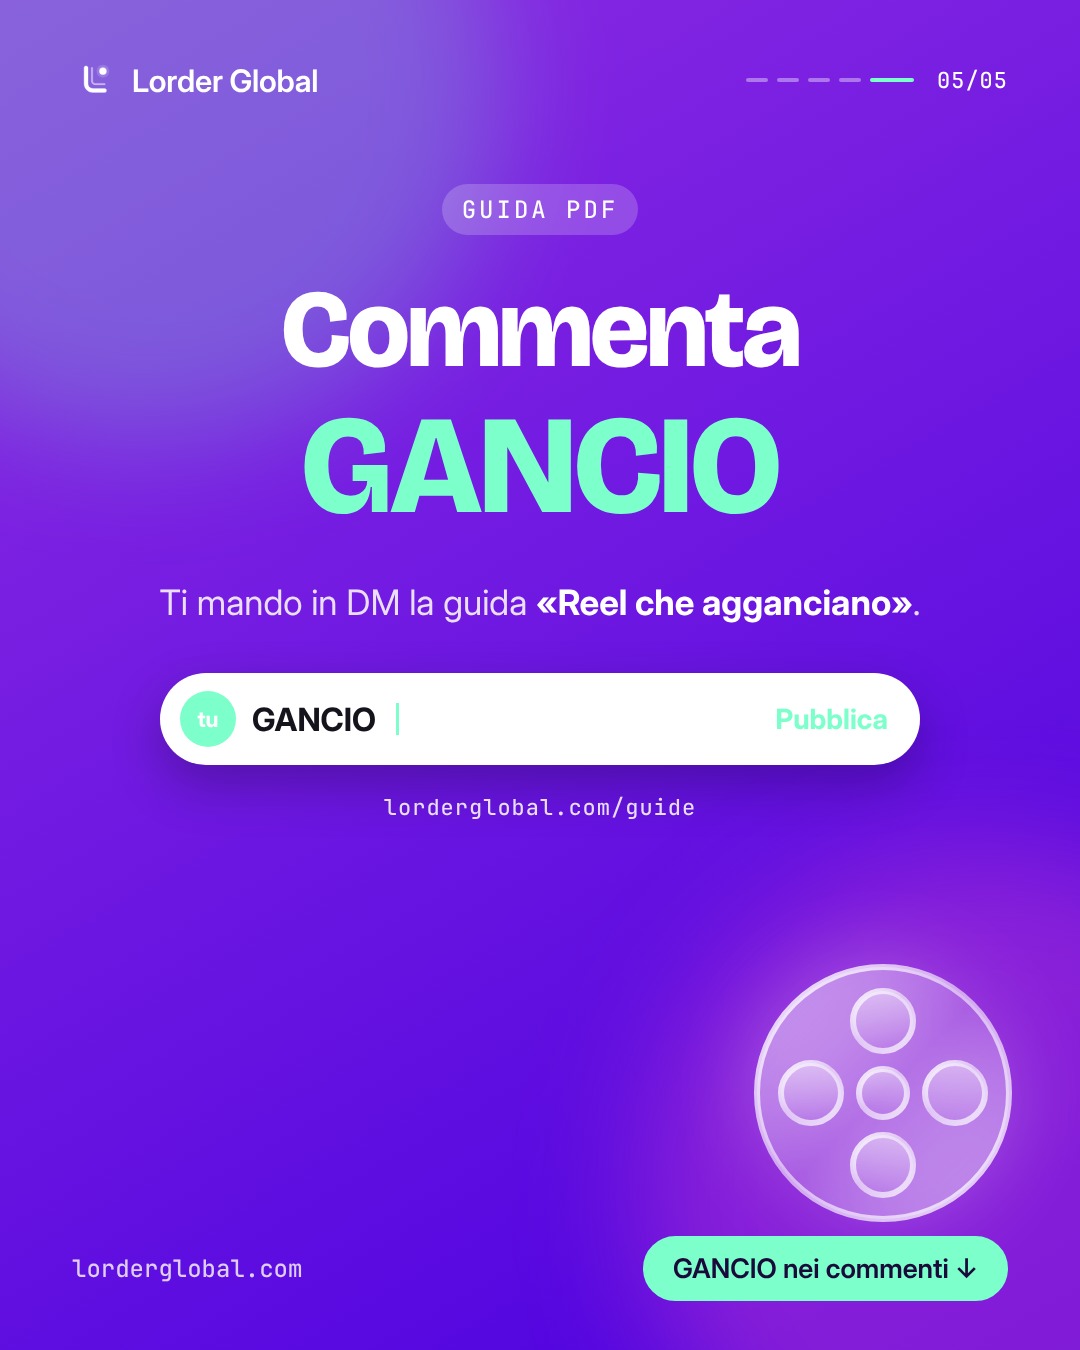 Lorder Global
05/05
GUIDA PDF
Commenta
GANCIO
Ti mando in DM la guida «Reel che agganciano».
tu GANCIO Pubblica
lorderglobal.com/guide
lorderglobal.com
GANCIO nei commenti ↓